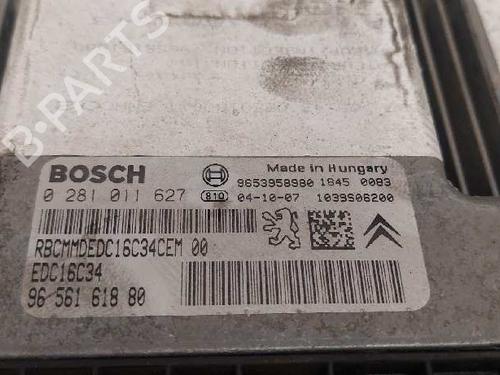 B-PARTS
BOSCH
Made in Hungary
9653958980 1845 0083
0 281 011 627 810 04-10-07 1039S06200
RBCMMDEDC16C34CEM 00
EDC16C34
96 561 618 80